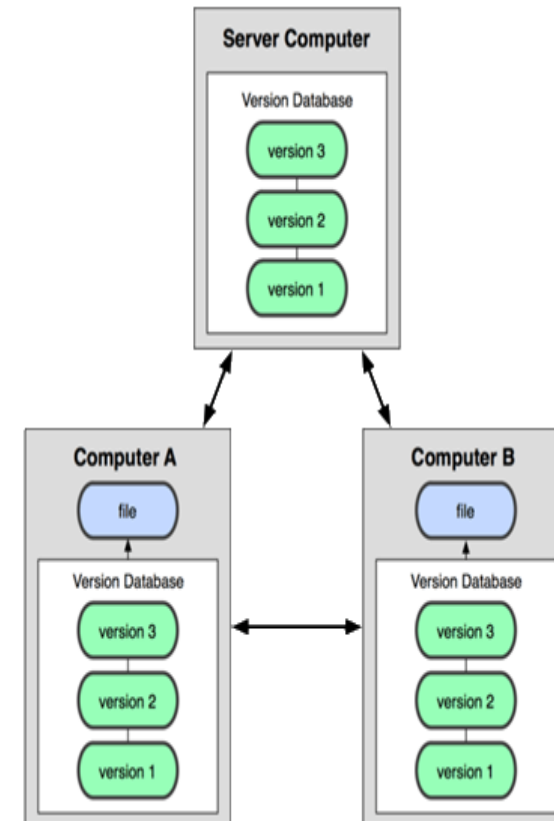 Server Computer
Version Database
version 3
version 2
version 1
Computer A
file
Version Database
version 3
version 2
version 1
Computer B
file
Version Database
version 3
version 2
version 1